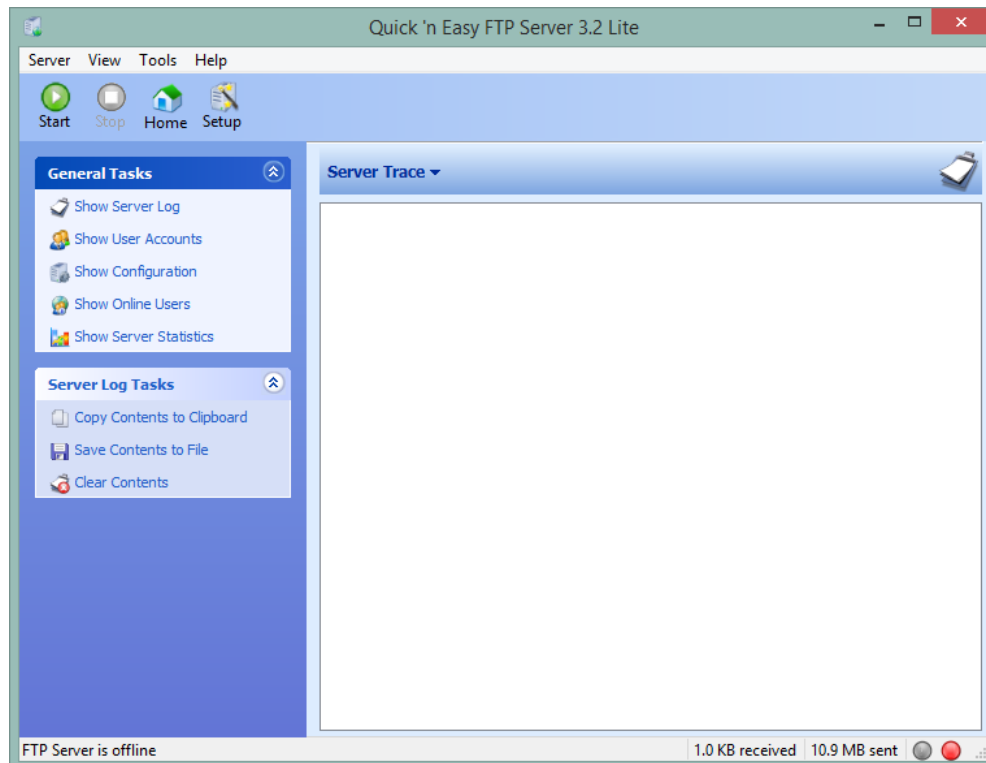 Quick 'n Easy FTP Server 3.2 Lite
Server View Tools Help
Start Stop Home Setup
General Tasks
Show Server Log
Show User Accounts
Show Configuration
Show Online Users
Show Server Statistics
Server Log Tasks
Copy Contents to Clipboard
Save Contents to File
Clear Contents
Server Trace
FTP Server is offline
1.0 KB received 10.9 MB sent